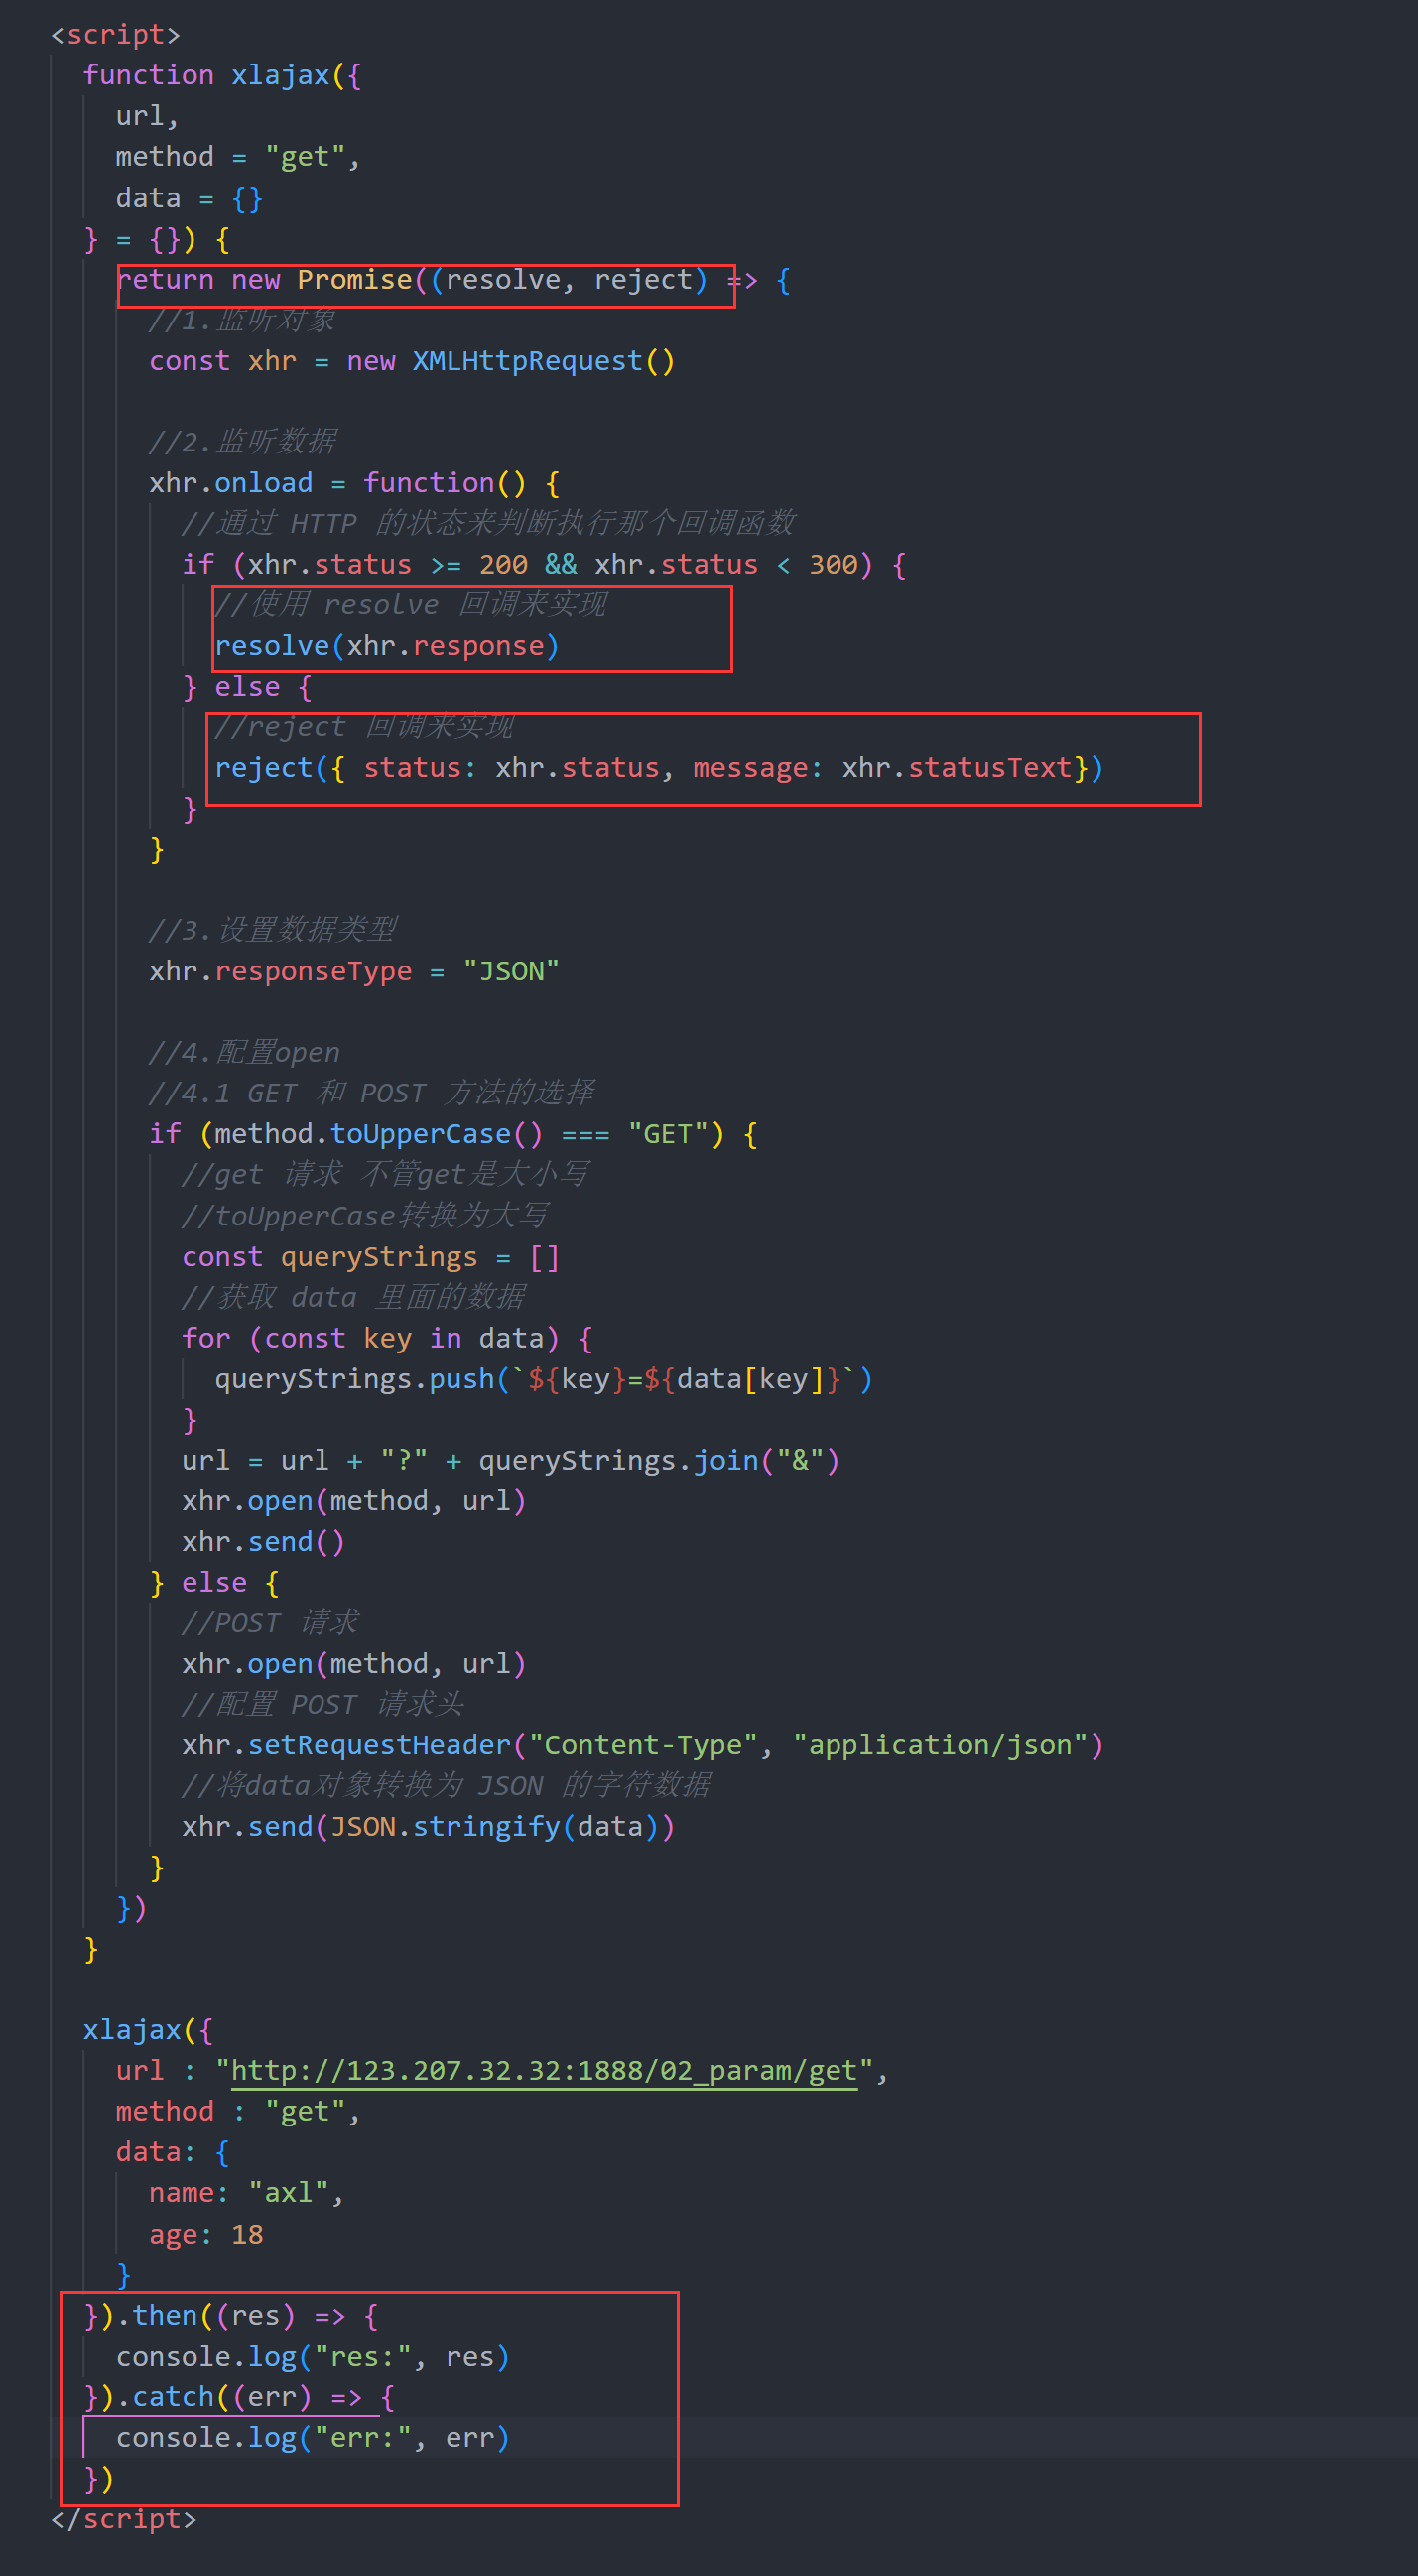 <script>
function xlajax({
url,
method = "get",
data = {}
} = {}) {
return new Promise((resolve, reject) => {
//1.监听对象
const xhr = new XMLHttpRequest()
//2.监听数据
xhr.onload = function() {
//通过 HTTP 的状态来判断执行那个回调函数
if (xhr.status >= 200 && xhr.status < 300) {
//使用 resolve 回调来实现
resolve(xhr.response)
} else {
//reject 回调来实现
reject({ status: xhr.status, message: xhr.statusText})
}
}
//3.设置数据类型
xhr.responseType = "JSON"
//4.配置open
//4.1 GET 和 POST 方法的选择
if (method.toUpperCase() === "GET") {
//get 请求 不管get是大小写
//toUpperCase转换为大写
const queryStrings = []
//获取 data 里面的数据
for (const key in data) {
queryStrings.push(`${key}=${data[key]}`)
}
url = url + "?" + queryStrings.join("&")
xhr.open(method, url)
xhr.send()
} else {
//POST 请求
xhr.open(method, url)
//配置 POST 请求头
xhr.setRequestHeader("Content-Type", "application/json")
//将data对象转换为 JSON 的字符数据
xhr.send(JSON.stringify(data))
}
})
}
xlajax({
url : "http://123.207.32.32:1888/02_param/get",
method : "get",
data: {
name: "axl",
age: 18
}
}).then((res) => {
console.log("res:", res)
}).catch((err) => {
console.log("err:", err)
})
</script>